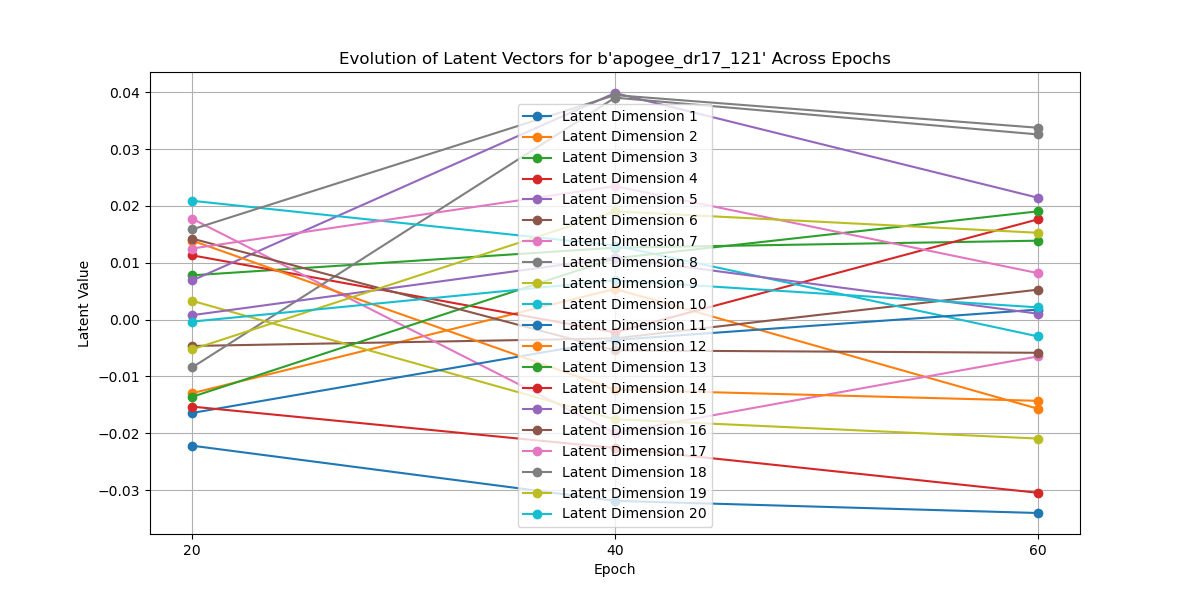 Evolution of Latent Vectors for b'apogee_dr17_121' Across Epochs
0.04
0.03
0.02
0.01
0.00
−0.01
−0.02
−0.03
Latent Value
Latent Dimension 1
Latent Dimension 2
Latent Dimension 3
Latent Dimension 4
Latent Dimension 5
Latent Dimension 6
Latent Dimension 7
Latent Dimension 8
Latent Dimension 9
Latent Dimension 10
Latent Dimension 11
Latent Dimension 12
Latent Dimension 13
Latent Dimension 14
Latent Dimension 15
Latent Dimension 16
Latent Dimension 17
Latent Dimension 18
Latent Dimension 19
Latent Dimension 20
20 40 60
Epoch